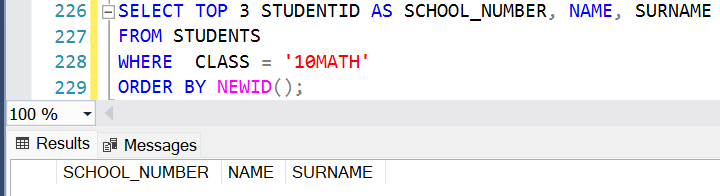 226 SELECT TOP 3 STUDENTID AS SCHOOL_NUMBER, NAME, SURNAME
227 FROM STUDENTS
228 WHERE  CLASS = '10MATH'
229 ORDER BY NEWID();
100 %
Results Messages
SCHOOL_NUMBER NAME SURNAME